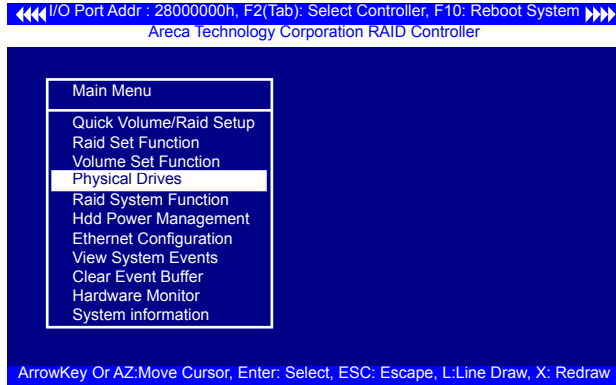 I/O Port Addr : 28000000h, F2(Tab): Select Controller, F10: Reboot System
Areca Technology Corporation RAID Controller
Main Menu
Quick Volume/Raid Setup
Raid Set Function
Volume Set Function
Physical Drives
Raid System Function
Hdd Power Management
Ethernet Configuration
View System Events
Clear Event Buffer
Hardware Monitor
System information
ArrowKey Or AZ:Move Cursor, Enter: Select, ESC: Escape, L:Line Draw, X: Redraw